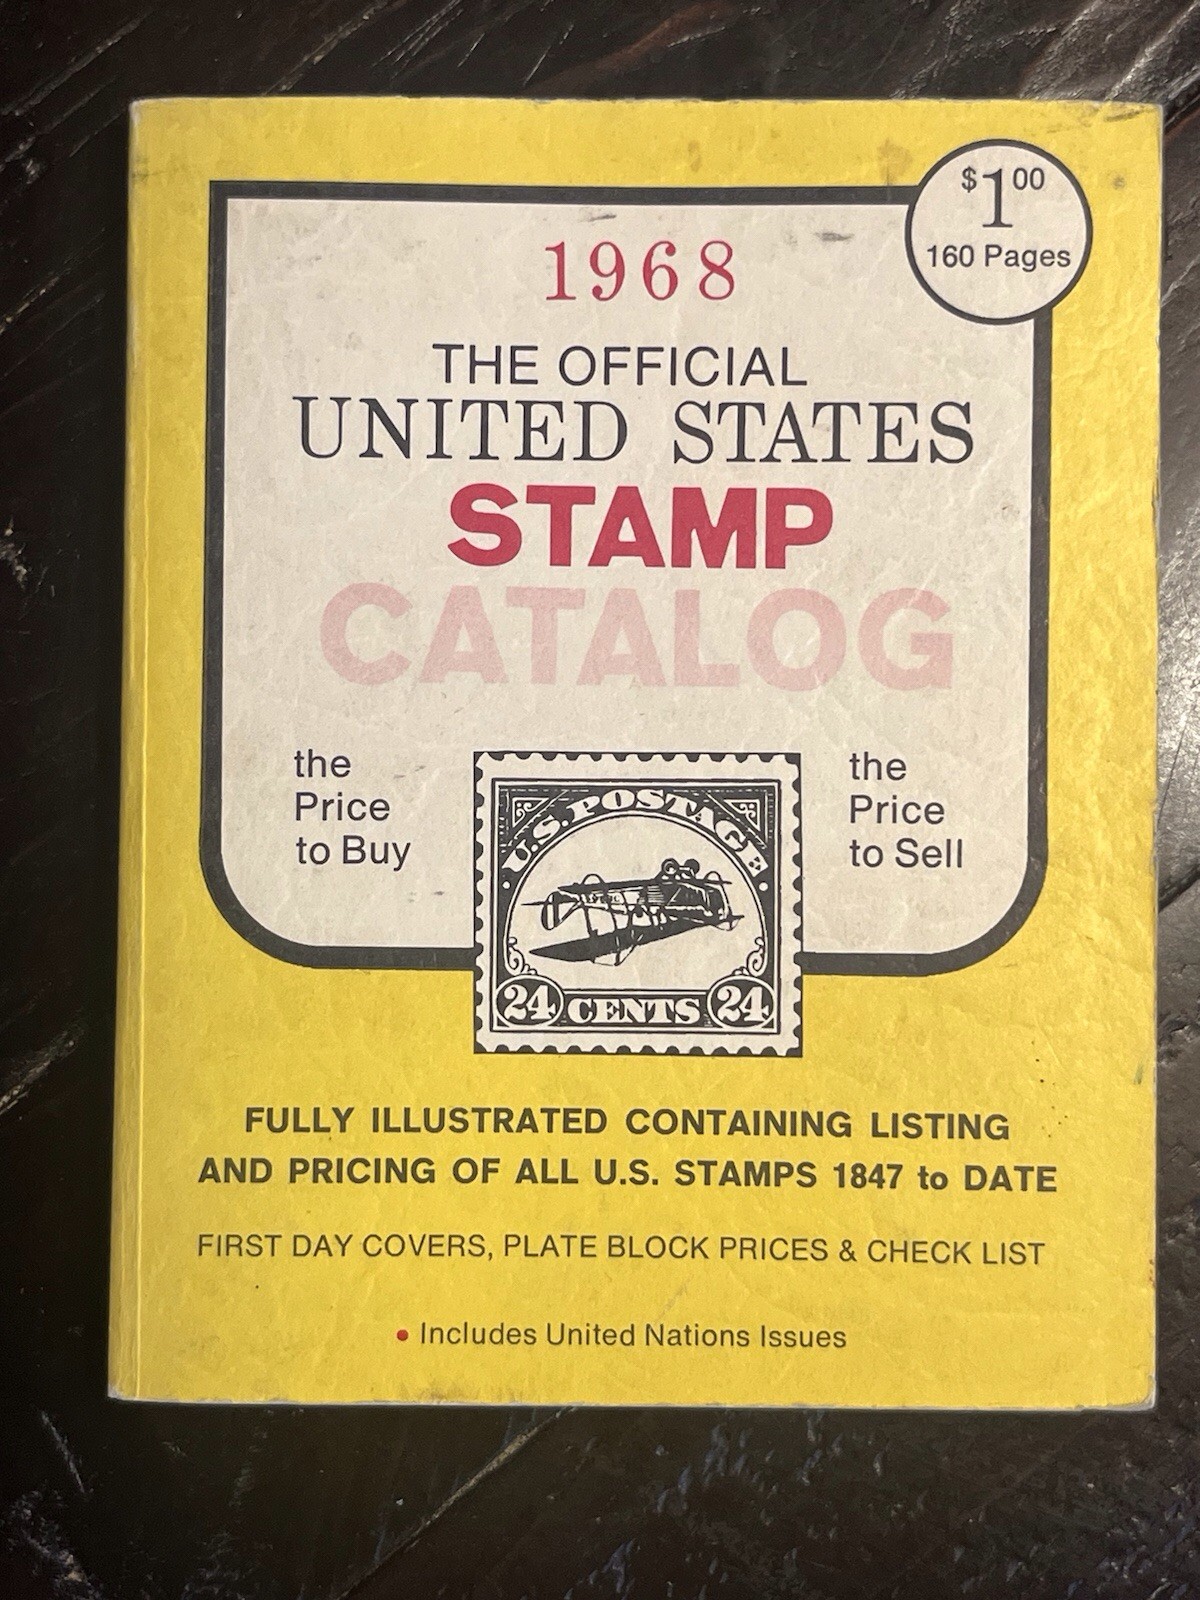 $1.00
160 Pages
1968
THE OFFICIAL
UNITED STATES
STAMP
CATALOG
the
Price
to Buy
the
Price
to Sell
U.S. POSTAGE
24 CENTS 24
FULLY ILLUSTRATED CONTAINING LISTING
AND PRICING OF ALL U.S. STAMPS 1847 to DATE
FIRST DAY COVERS, PLATE BLOCK PRICES & CHECK LIST
• Includes United Nations Issues